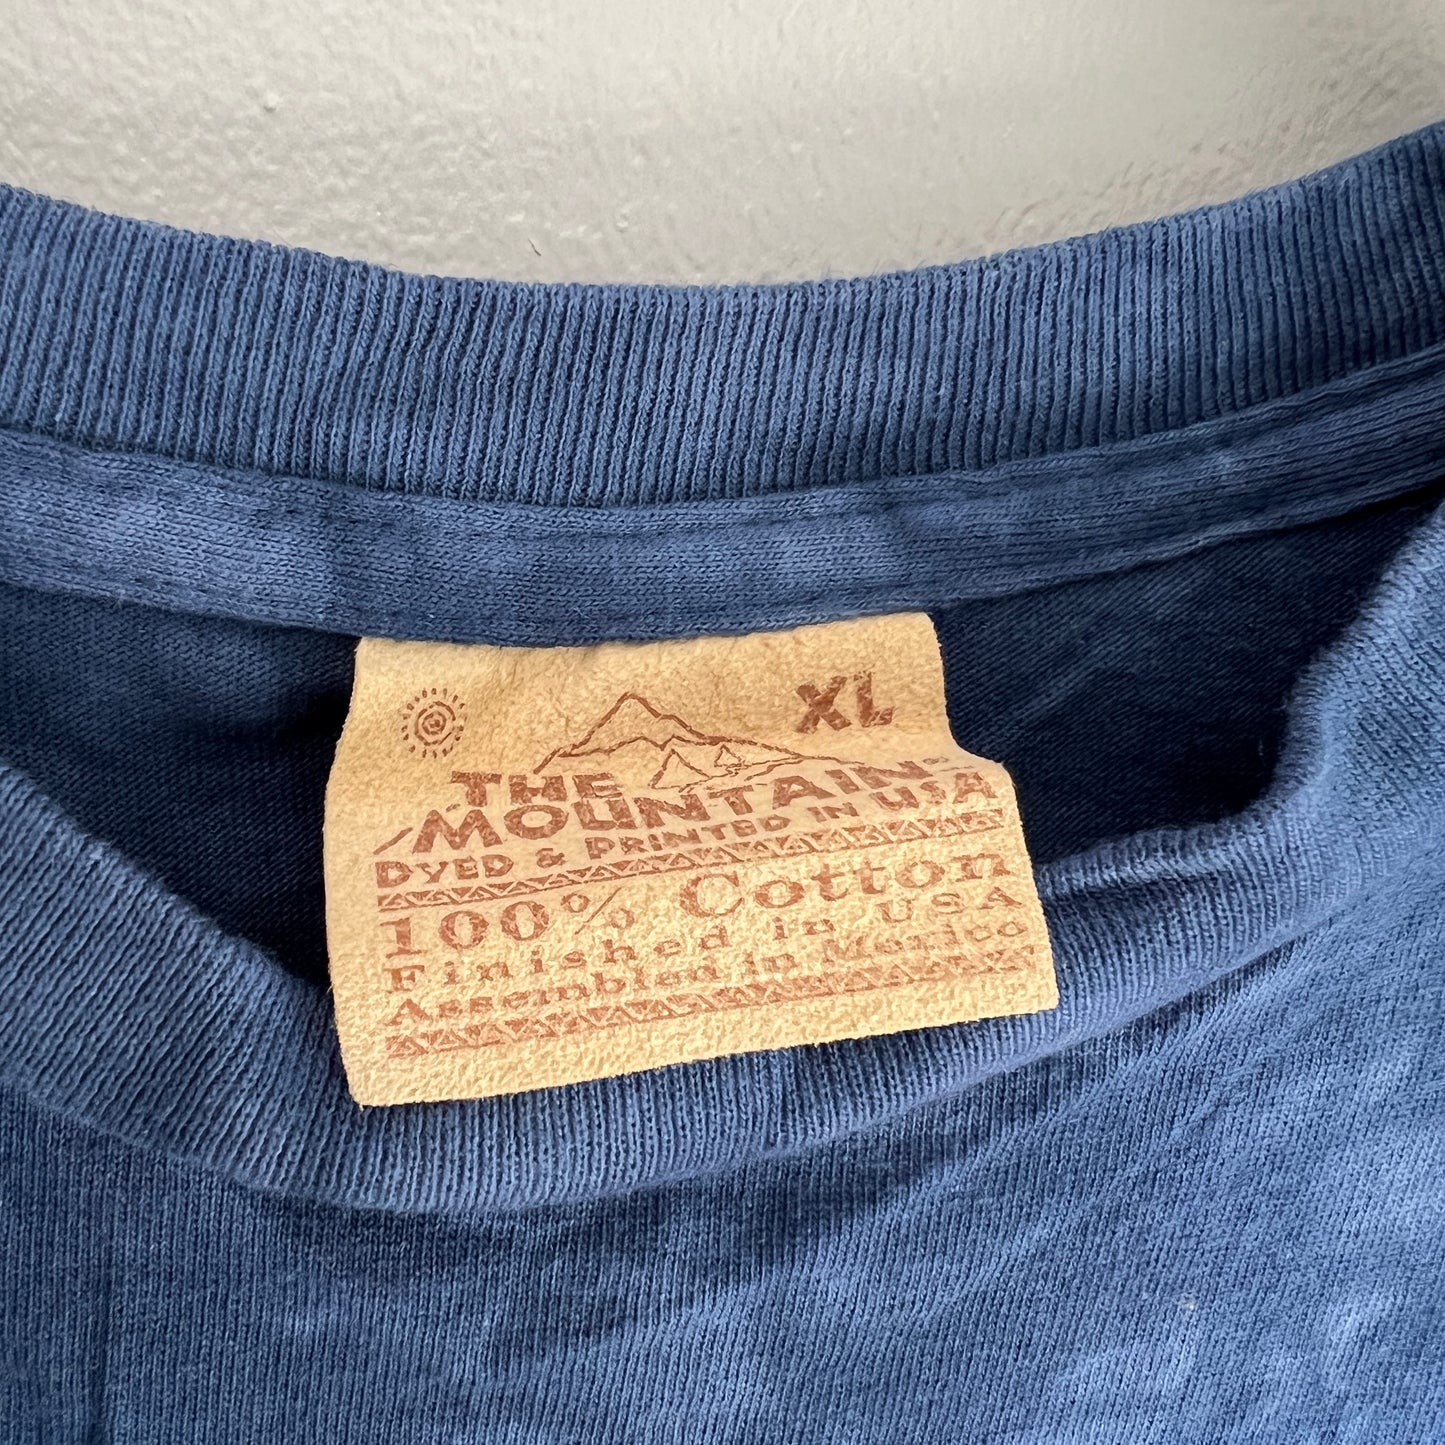 XL
THE
MOUNTAIN®
DYED & PRINTED IN USA
100% Cotton
Finished in USA
Assembled in Mexico